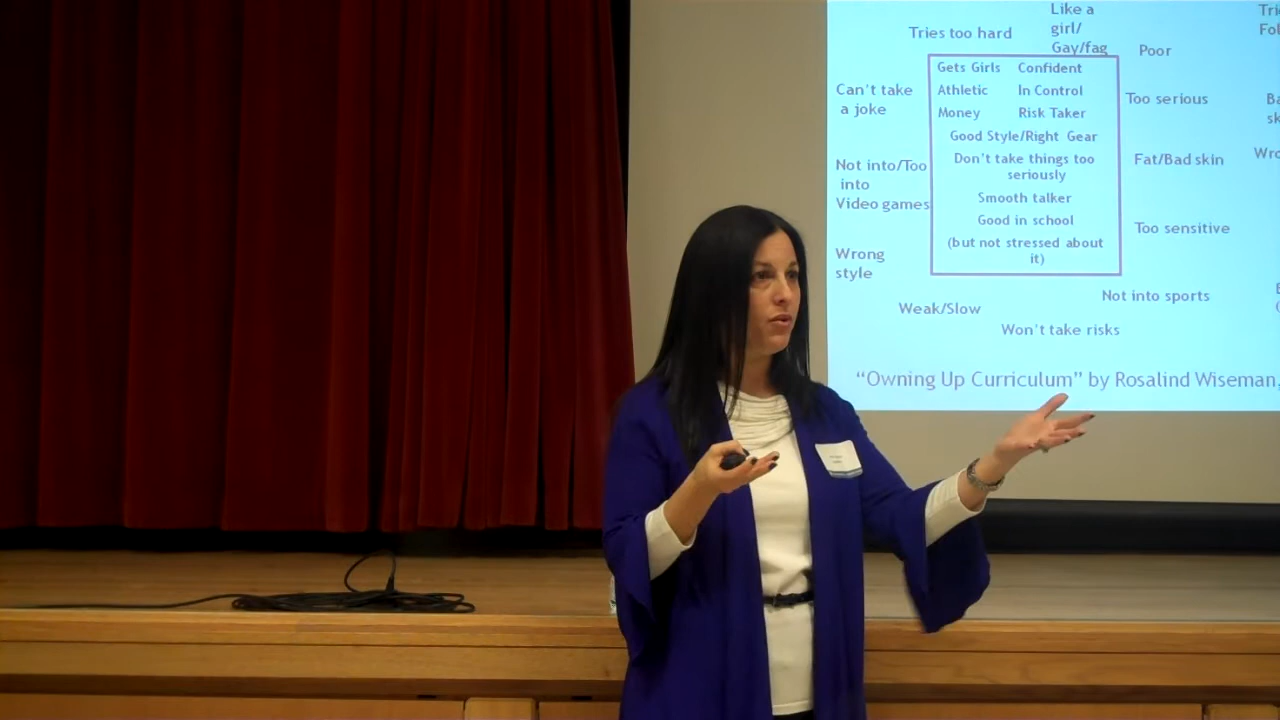 Tries too hard
Like a
girl/
Gay/fag
Poor
Gets Girls Confident
Athletic In Control
Money Risk Taker
Good Style/Right Gear
Don't take things too
seriously
Smooth talker
Good in school
(but not stressed about
it)
Can't take
a joke
Not into/Too
into
Video games
Wrong
style
Weak/Slow
Won't take risks
Too serious
Fat/Bad skin
Too sensitive
Not into sports
"Owning Up Curriculum" by Rosalind Wiseman,